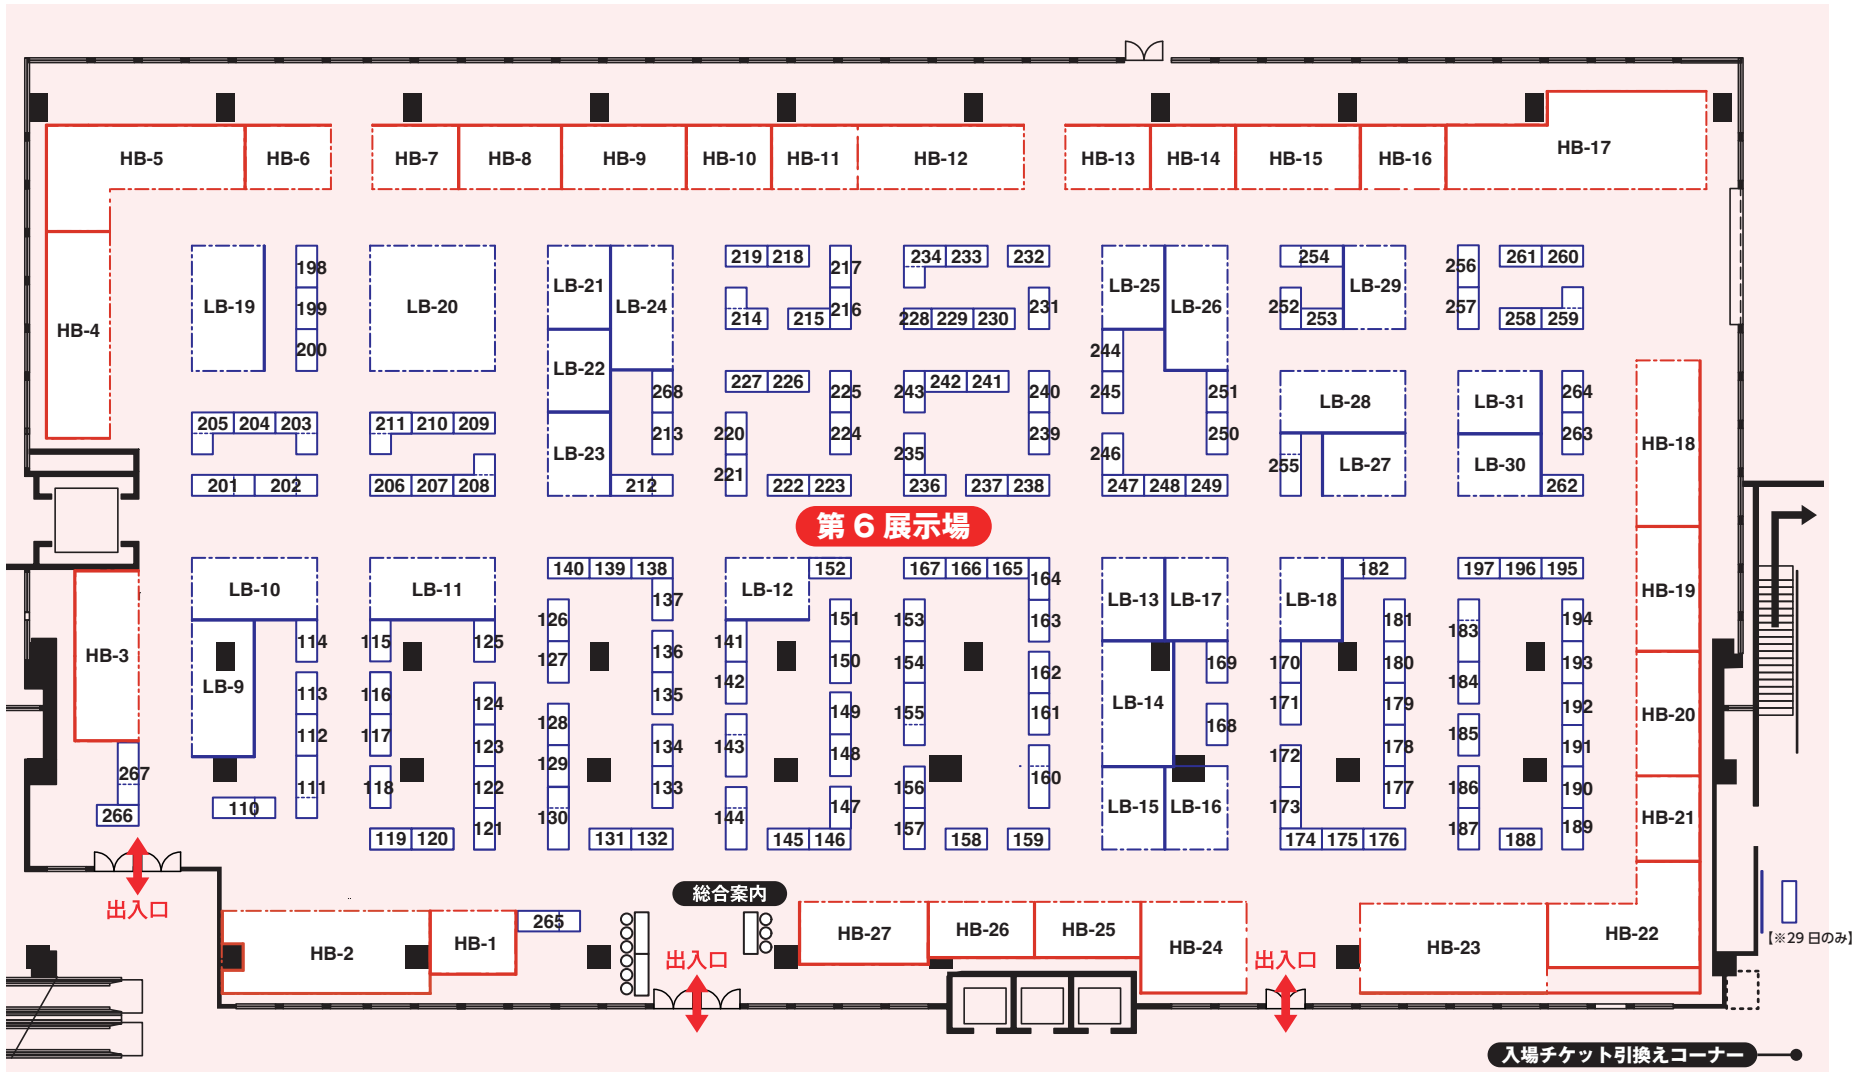 HB-5 HB-6 HB-7 HB-8 HB-9 HB-10 HB-11 HB-12 HB-13 HB-14 HB-15 HB-16 HB-17
219 218 217 234 233 232 254 256 261 260
198
LB-19 199 LB-20 LB-21 LB-24 LB-25 LB-26 LB-29
HB-4 214 215 216 228 229 230 231 252 253 257 258 259
200 244
LB-22 227 226 225 243 242 241 240 245 251 LB-28 LB-31 264
268
205 204 203 211 210 209 213 220 224 239 250 263
HB-18
LB-23 221 235 246 255 LB-27 LB-30
201 202 206 207 208 212 222 223 236 237 238 247 248 249 262
第6展示場
140 139 138 152 167 166 165 164 182 197 196 195
LB-10 LB-11 137 LB-12 LB-13 LB-17 LB-18 HB-19
126 151 153 163 181 183 194
114 115 125 141
HB-3 127 136 150 154 162 169 170 180 193
LB-9 113 116 124 135 142 149 155 161 LB-14 171 179 184 192
HB-20
112 117 123 128 134 143 148 168 178 185 191
267 129 172
111 118 122 133 160 177 186 190
156
266 110 130 144 147 LB-15 LB-16 173 HB-21
121 157 187 189
119 120 131 132 145 146 158 159 174 175 176 188
出入口
総合案内
265
HB-2 HB-1 HB-27 HB-26 HB-25 HB-24 HB-23 HB-22
【※29日のみ】
出入口
出入口
入場チケット引換えコーナー